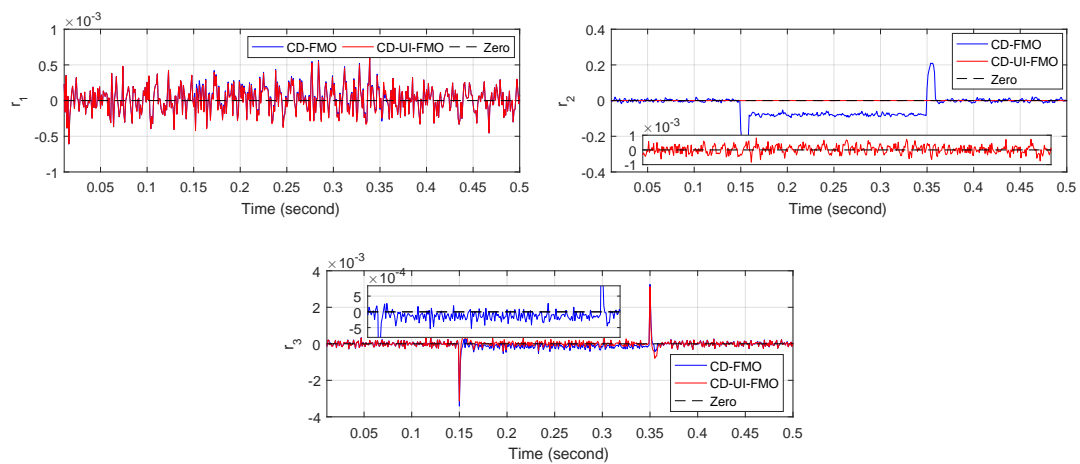 ×10⁻³
1
0.5
0
-0.5
-1
r₁
CD-FMO CD-UI-FMO Zero
0.05 0.1 0.15 0.2 0.25 0.3 0.35 0.4 0.45 0.5
Time (second)
0.4
0.2
0
-0.2
-0.4
r₂
CD-FMO
CD-UI-FMO
Zero
×10⁻³
1
0
-1
0.05 0.1 0.15 0.2 0.25 0.3 0.35 0.4 0.45 0.5
Time (second)
×10⁻³
4
2
0
-2
-4
r₃
×10⁻⁴
5
0
-5
CD-FMO
CD-UI-FMO
Zero
0.05 0.1 0.15 0.2 0.25 0.3 0.35 0.4 0.45 0.5
Time (second)